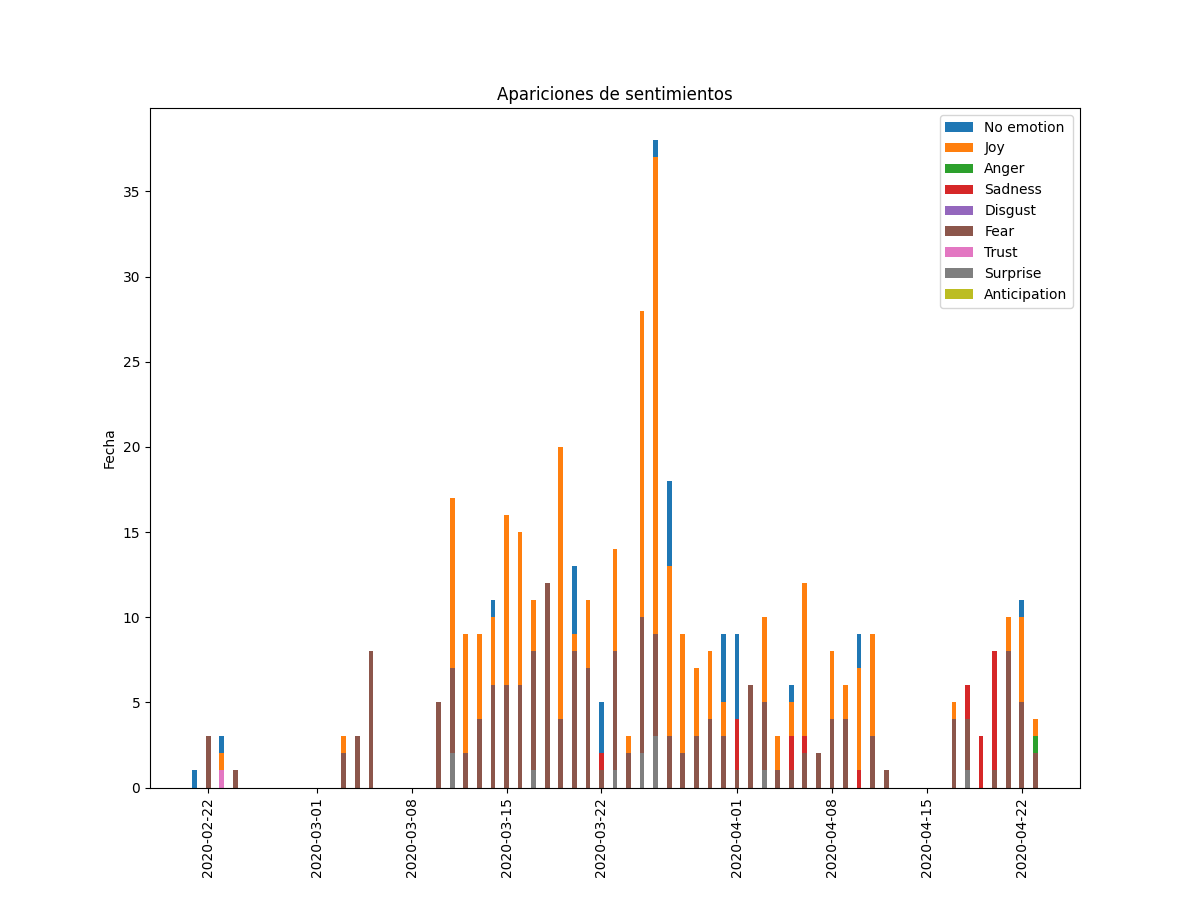 Apariciones de sentimientos
No emotion
Joy
Anger
Sadness
Disgust
Fear
Trust
Surprise
Anticipation
Fecha
35
30
25
20
15
10
5
0
2020-02-22
2020-03-01
2020-03-08
2020-03-15
2020-03-22
2020-04-01
2020-04-08
2020-04-15
2020-04-22